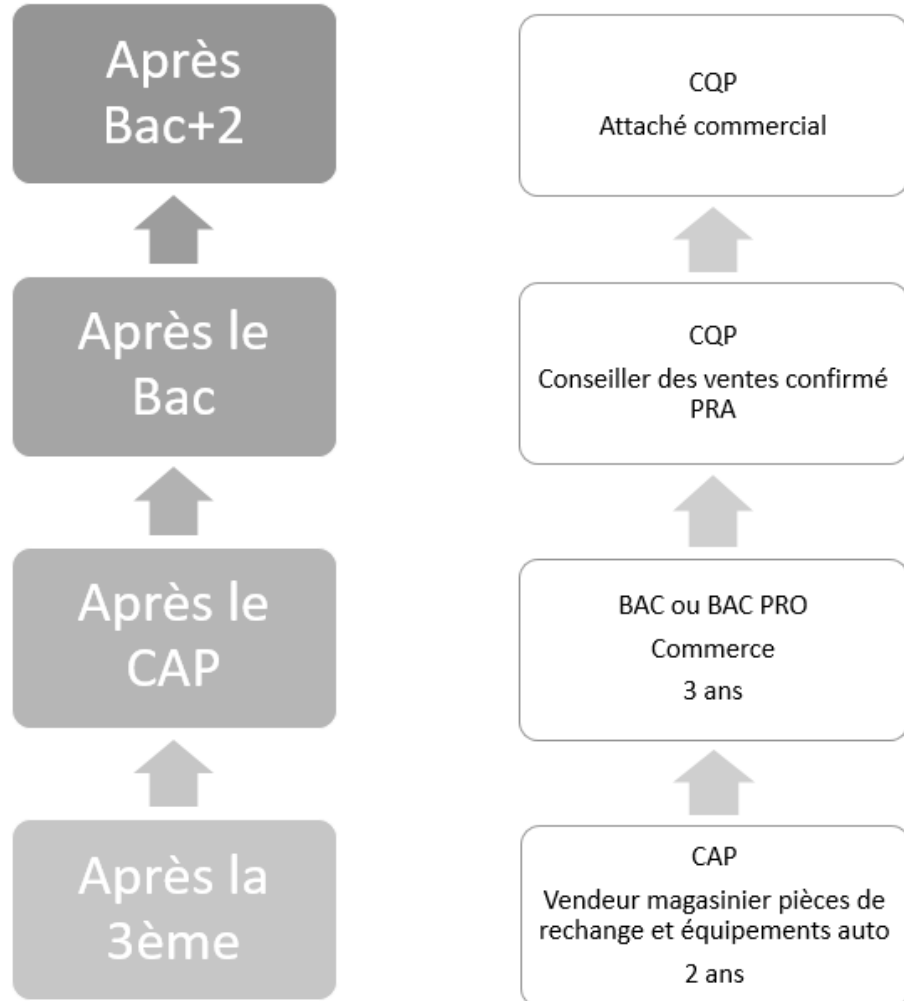 Après
Bac+2
CQP
Attaché commercial
Après le
Bac
CQP
Conseiller des ventes confirmé
PRA
Après le
CAP
BAC ou BAC PRO
Commerce
3 ans
Après la
3ème
CAP
Vendeur magasinier pièces de
rechange et équipements auto
2 ans